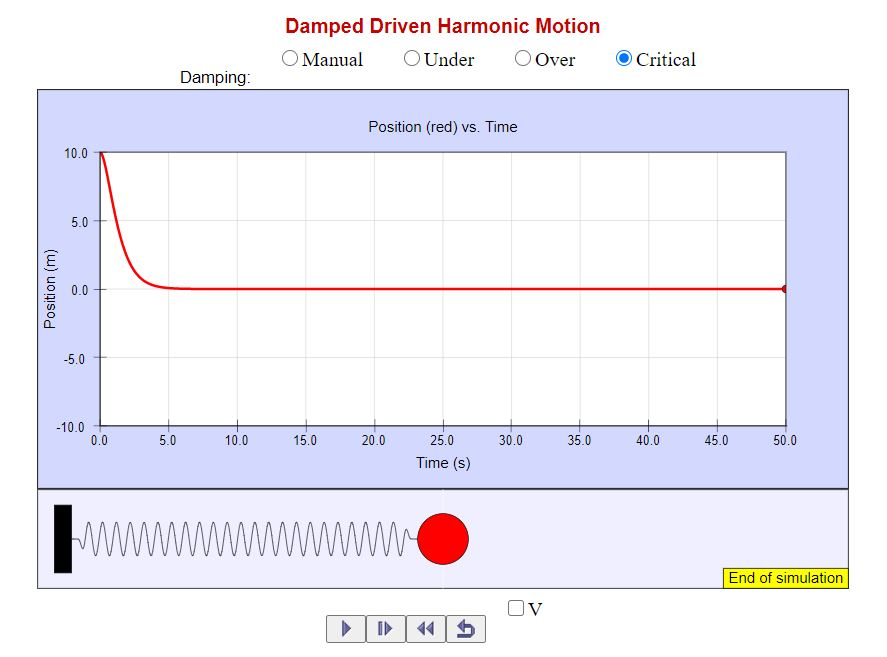 Damped Driven Harmonic Motion
Manual Under Over Critical
Damping:
Position (red) vs. Time
10.0
5.0
0.0
-5.0
-10.0
Position (m)
0.0 5.0 10.0 15.0 20.0 25.0 30.0 35.0 40.0 45.0 50.0
Time (s)
End of simulation
V